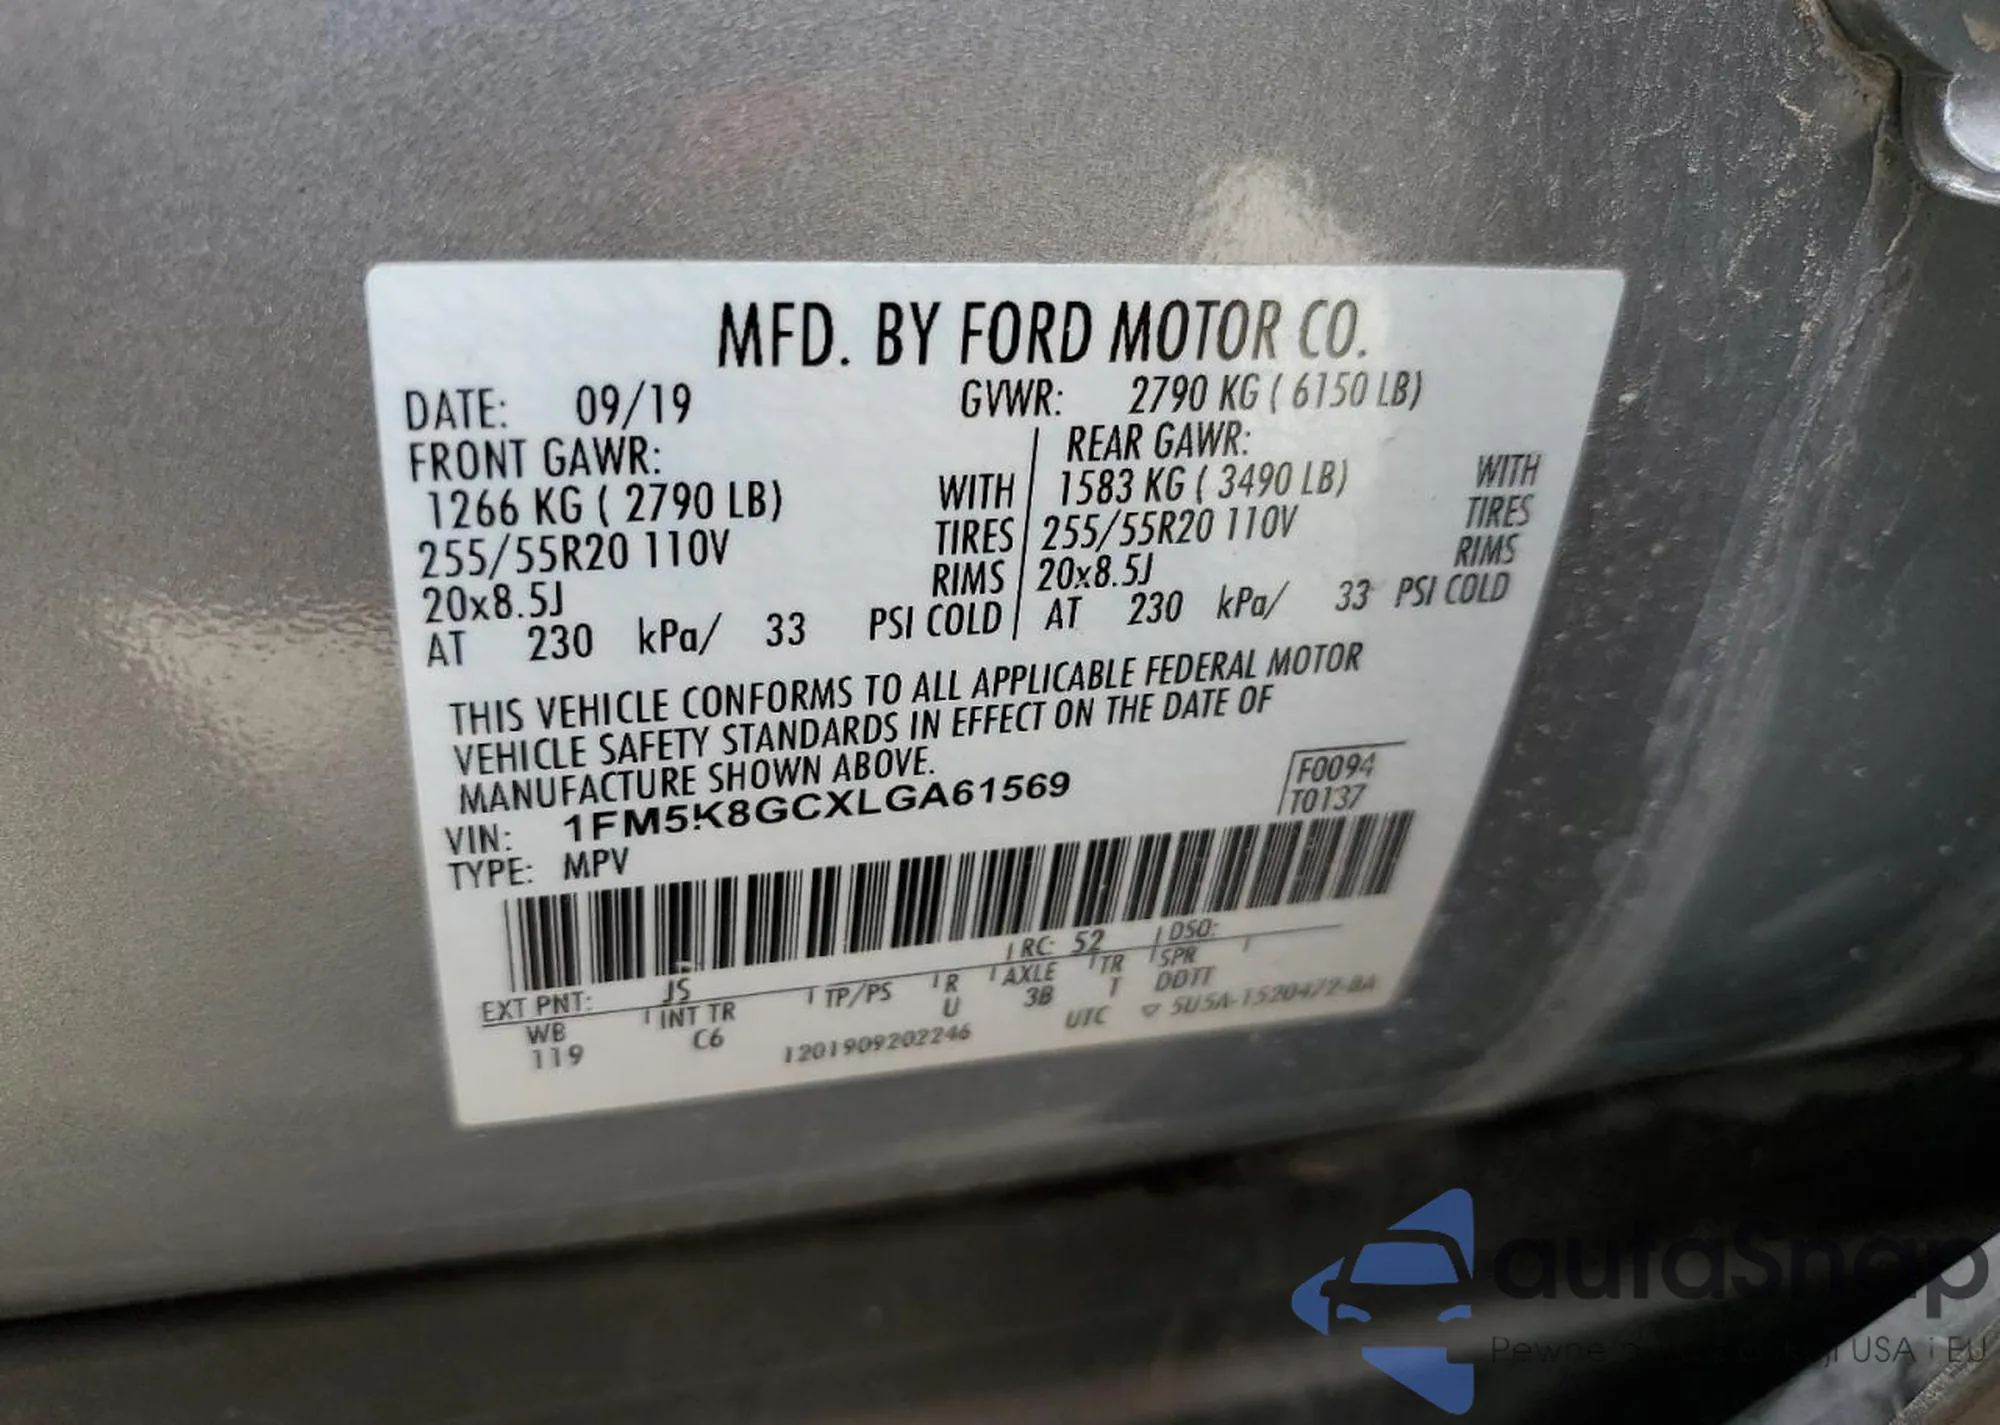 MFD. BY FORD MOTOR CO.
DATE: 09/19 GVWR: 2790 KG ( 6150 LB)
FRONT GAWR: REAR GAWR:
1266 KG ( 2790 LB) WITH 1583 KG ( 3490 LB) WITH
255/55R20 110V TIRES 255/55R20 110V TIRES
20x8.5J RIMS 20x8.5J RIMS
AT 230 kPa/ 33 PSI COLD AT 230 kPa/ 33 PSI COLD
THIS VEHICLE CONFORMS TO ALL APPLICABLE FEDERAL MOTOR
VEHICLE SAFETY STANDARDS IN EFFECT ON THE DATE OF
MANUFACTURE SHOWN ABOVE.
VIN: 1FM5K8GCXLGA61569 F0094
TYPE: MPV T0137
EXT PNT: JS RC: 52 DSO:
WB INT TR TP/PS R AXLE TR SPR
119 C6 U 3B T DDTT
1201909202246 UTC ▽ 5U5A-1520472-BA
autaSnap
Pewne USA i EU